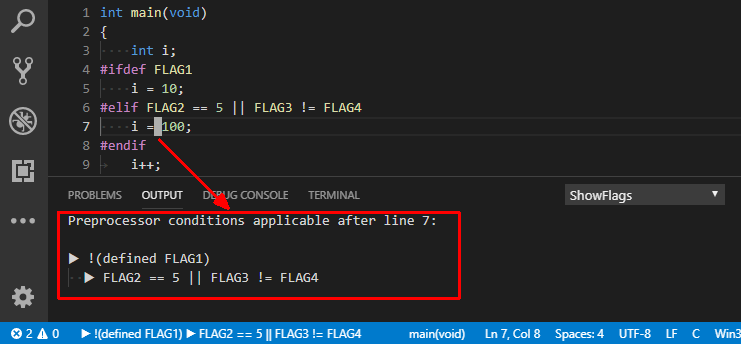 1 int main(void)
2 {
3 ····int i;
4 #ifdef FLAG1
5 ····i = 10;
6 #elif FLAG2 == 5 || FLAG3 != FLAG4
7 ····i = 100;
8 #endif
9 → i++;
PROBLEMS OUTPUT DEBUG CONSOLE TERMINAL ShowFlags
Preprocessor conditions applicable after line 7:
▶ !(defined FLAG1)
▶ FLAG2 == 5 || FLAG3 != FLAG4
2 0 ▶ !(defined FLAG1) ▶ FLAG2 == 5 || FLAG3 != FLAG4 main(void) Ln 7, Col 8 Spaces: 4 UTF-8 LF C Win3